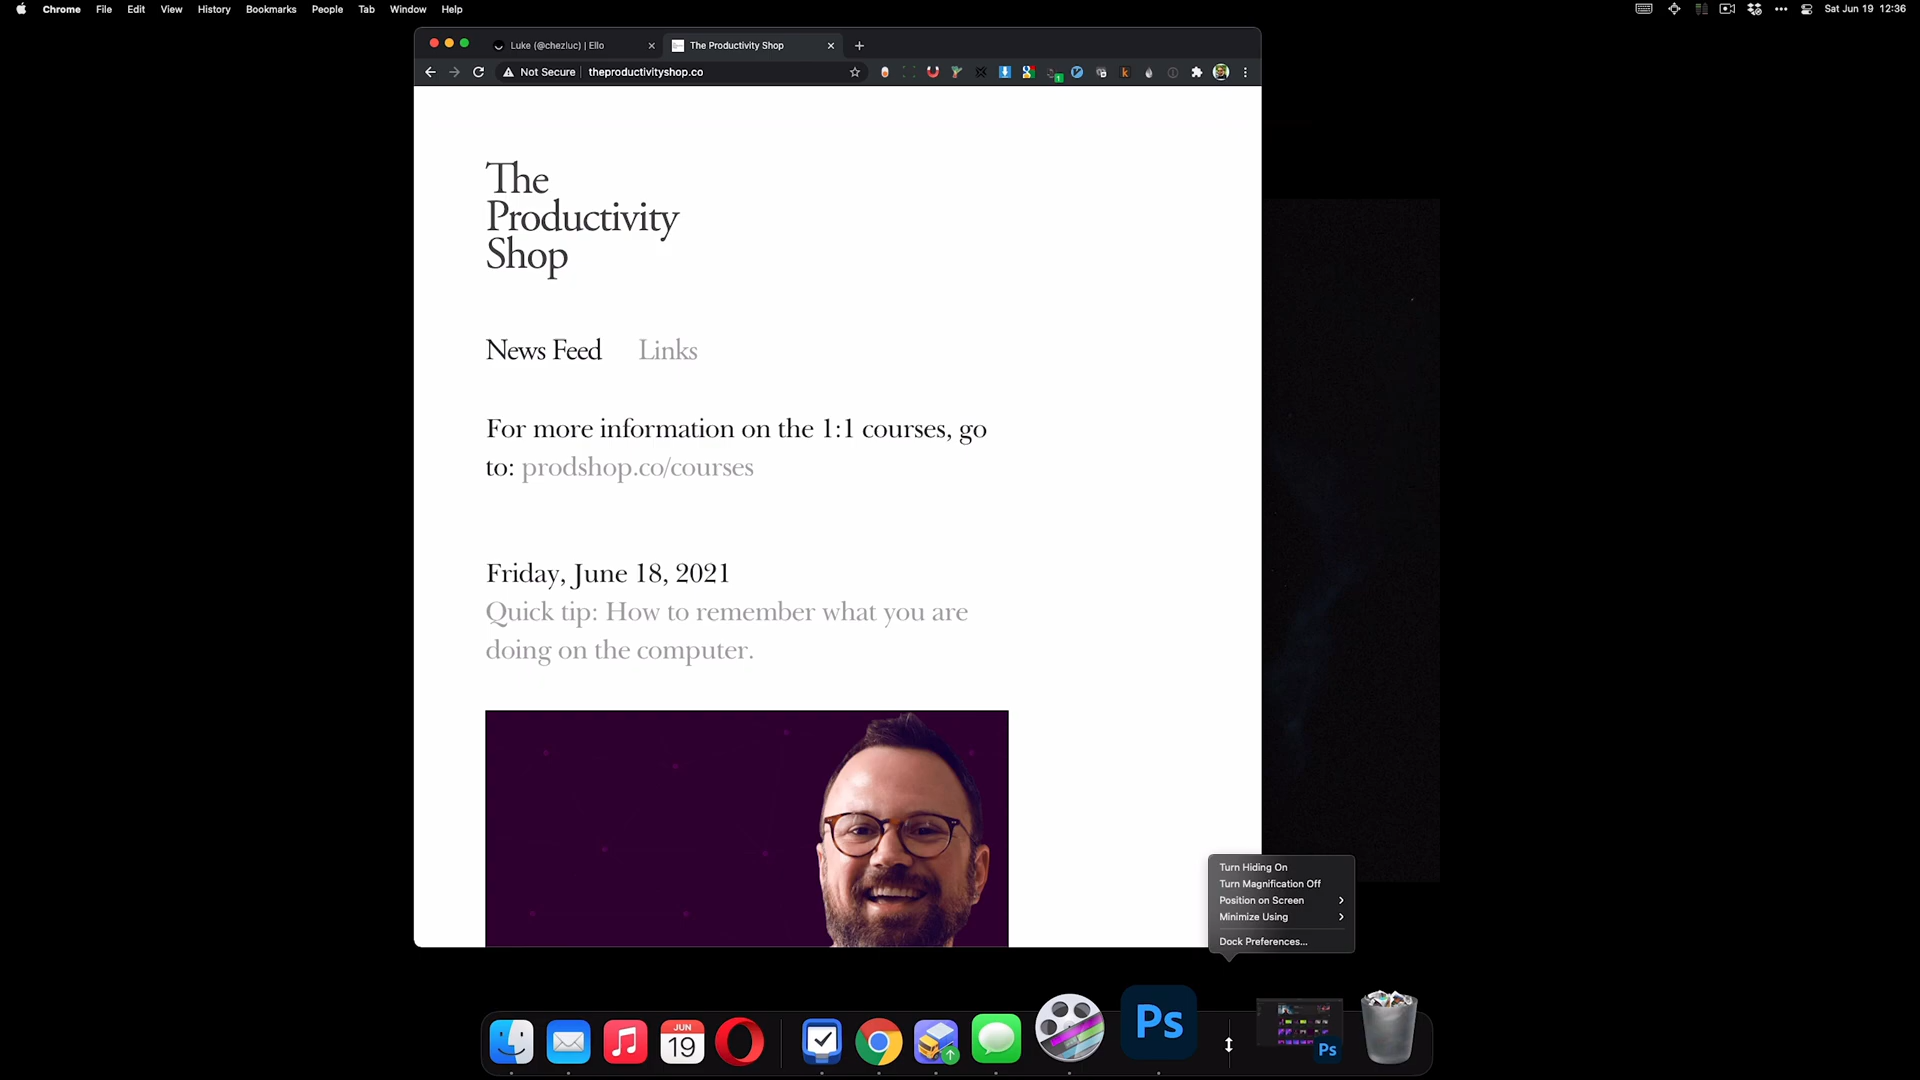 Chrome File Edit View History Bookmarks People Tab Window Help
Sat Jun 19 12:36
Luke (@chezluc) | Ello
The Productivity Shop
Not Secure theproductivityshop.co
1
k
The
Productivity
Shop
News Feed Links
For more information on the 1:1 courses, go
to: prodshop.co/courses
Friday, June 18, 2021
Quick tip: How to remember what you are
doing on the computer.
Turn Hiding On
Turn Magnification Off
Position on Screen
Minimize Using
Dock Preferences...
JUN
19
Ps
Ps